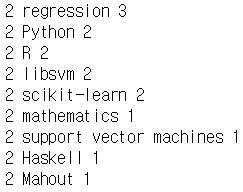 2 regression 3
2 Python 2
2 R 2
2 libsvm 2
2 scikit-learn 2
2 mathematics 1
2 support vector machines 1
2 Haskell 1
2 Mahout 1